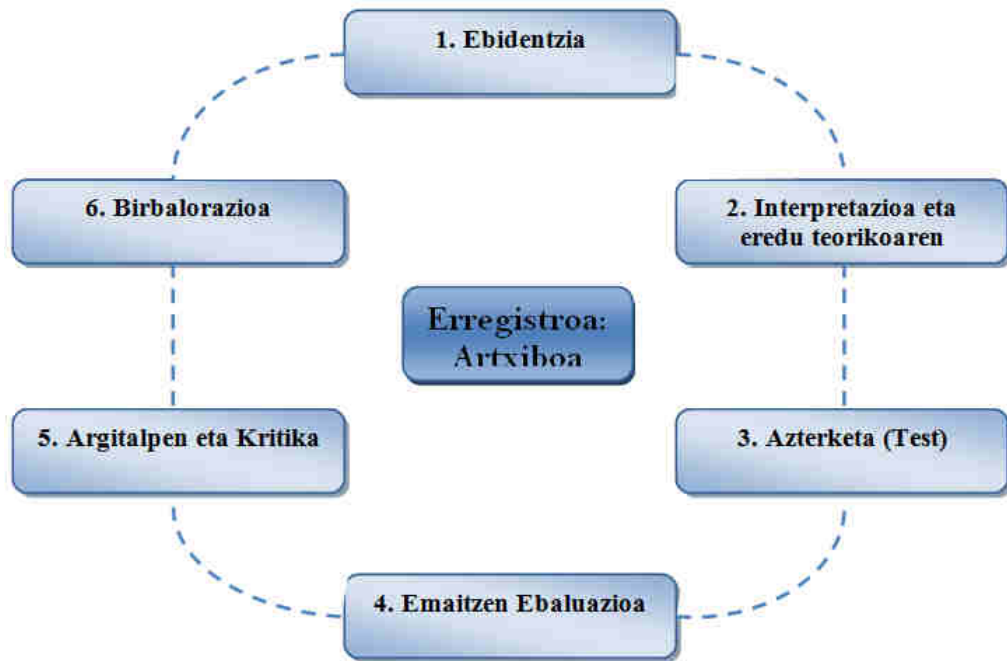 1. Ebidentzia
2. Interpretazioa eta
eredu teorikoaren
3. Azterketa (Test)
4. Emaitzen Ebaluazioa
5. Argitalpen eta Kritika
6. Birbalorazioa
Erregistroa:
Artxiboa